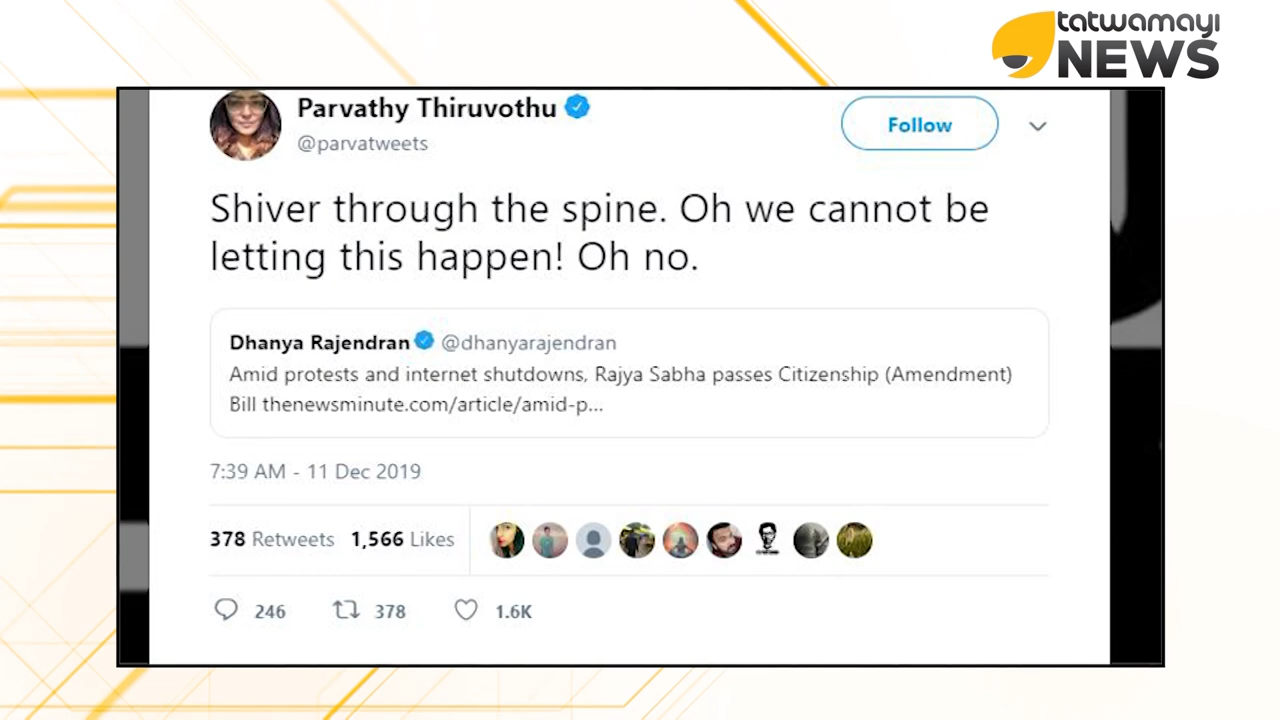 tatwamayi
NEWS
Parvathy Thiruvothu
@parvatweets
Follow
Shiver through the spine. Oh we cannot be
letting this happen! Oh no.
Dhanya Rajendran @dhanyarajendran
Amid protests and internet shutdowns, Rajya Sabha passes Citizenship (Amendment)
Bill thenewsminute.com/article/amid-p...
7:39 AM - 11 Dec 2019
378 Retweets 1,566 Likes
246 378 1.6K